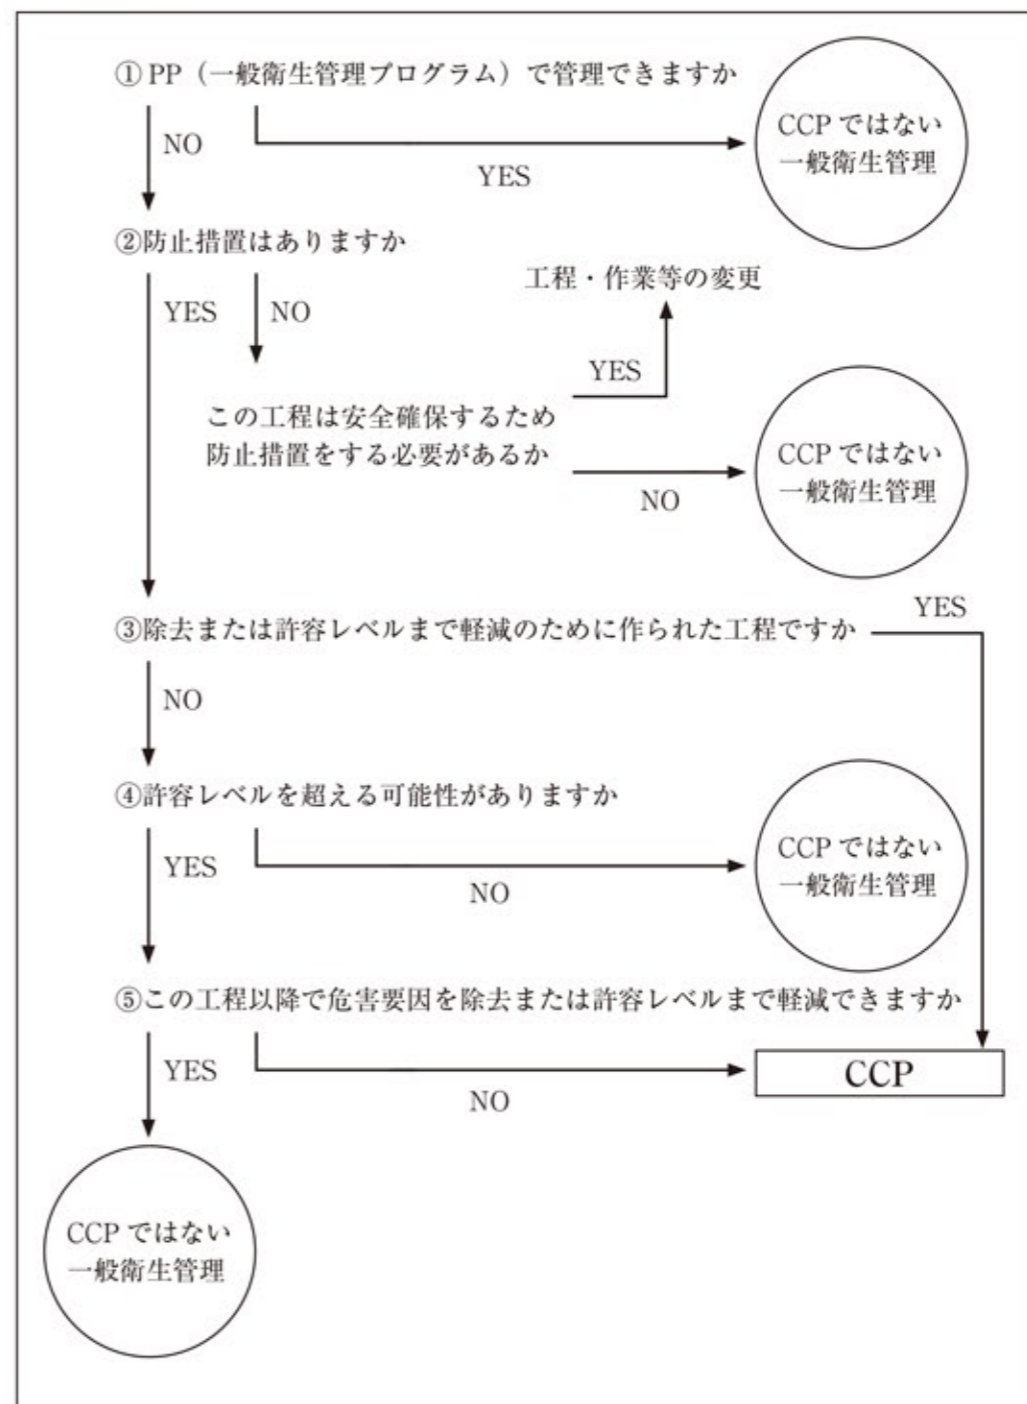 ①PP（一般衛生管理プログラム）で管理できますか
NO
YES
CCPではない
一般衛生管理
②防止措置はありますか
YES
NO
工程・作業等の変更
YES
この工程は安全確保するため
防止措置をする必要があるか
NO
CCPではない
一般衛生管理
③除去または許容レベルまで軽減のために作られた工程ですか
YES
NO
④許容レベルを超える可能性がありますか
YES
NO
CCPではない
一般衛生管理
⑤この工程以降で危害要因を除去または許容レベルまで軽減できますか
YES
NO
CCP
CCPではない
一般衛生管理